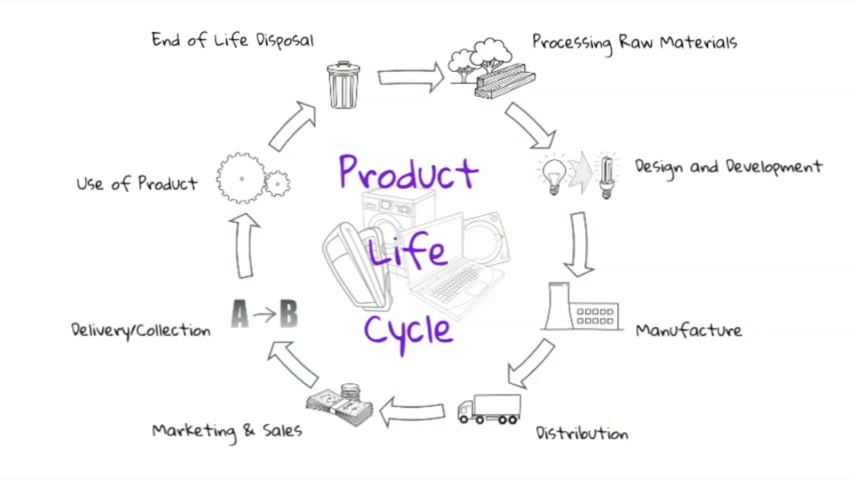 End of Life Disposal
Processing Raw Materials
Design and Development
Manufacture
Distribution
Marketing & Sales
Delivery/Collection
A → B
Use of Product
Product
Life
Cycle